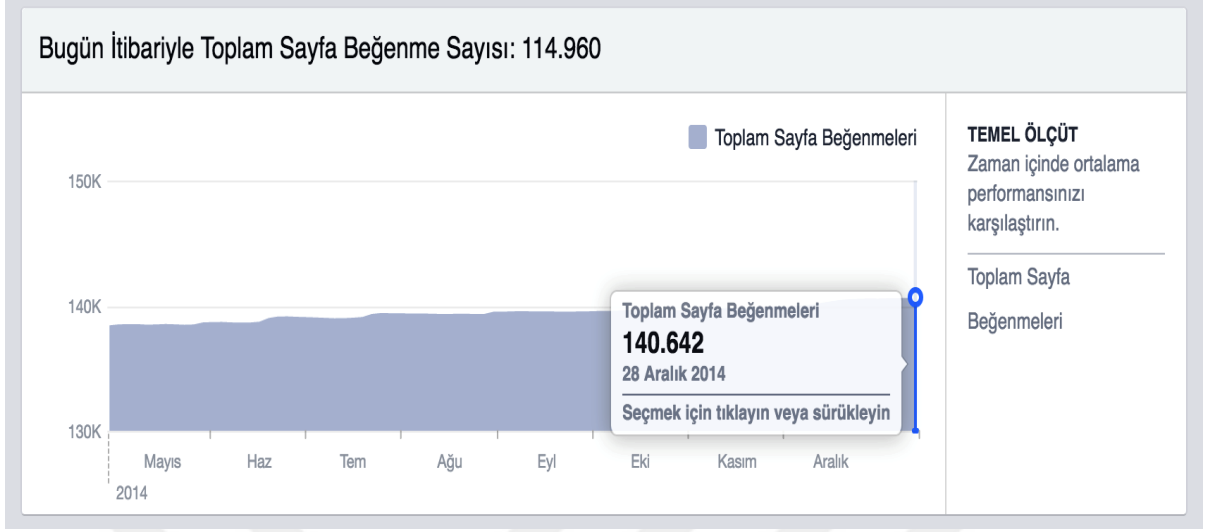 Bugün İtibariyle Toplam Sayfa Beğenme Sayısı: 114.960
Toplam Sayfa Beğenmeleri
150K
140K
130K
Toplam Sayfa Beğenmeleri
140.642
28 Aralık 2014
Seçmek için tıklayın veya sürükleyin
Mayıs Haz Tem Ağu Eyl Eki Kasım Aralık
2014
TEMEL ÖLÇÜT
Zaman içinde ortalama
performansınızı
karşılaştırın.
Toplam Sayfa
Beğenmeleri